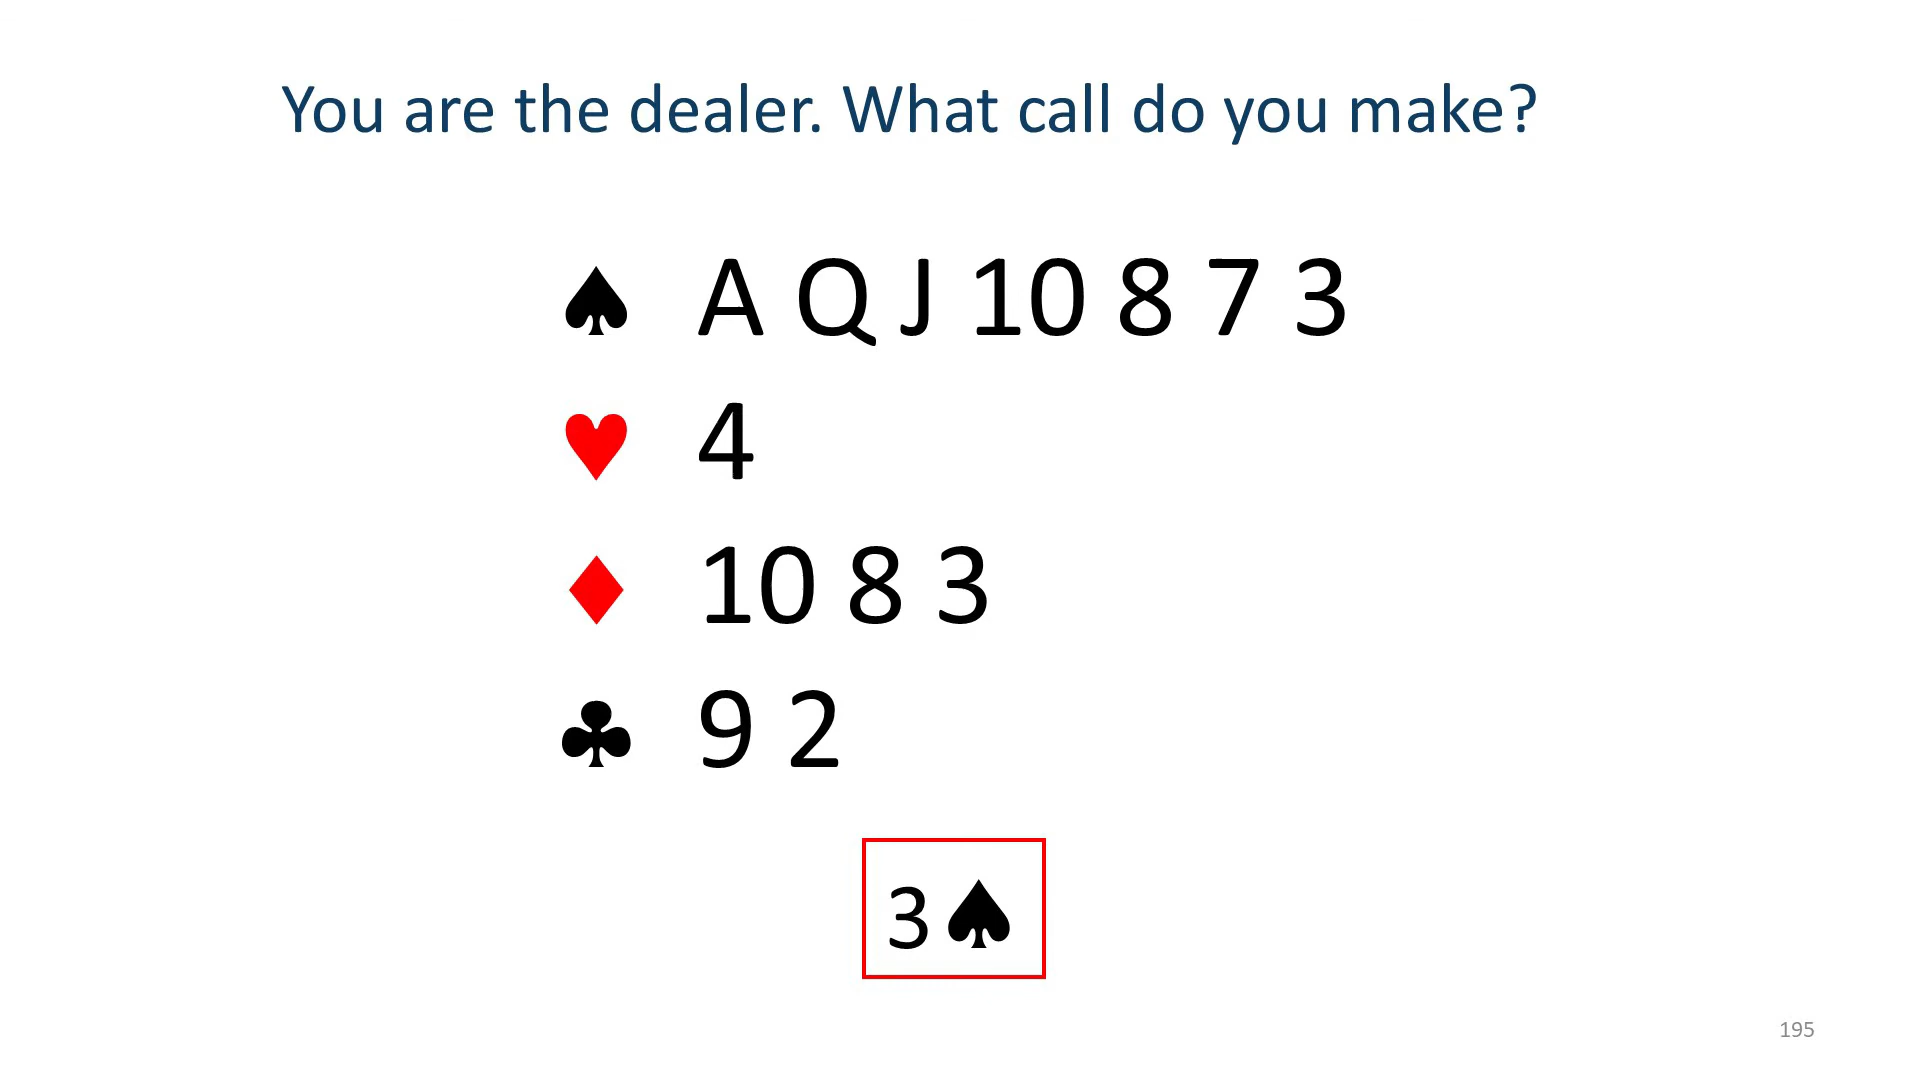 You are the dealer. What call do you make?
♠ A Q J 10 8 7 3
♥ 4
♦ 10 8 3
♣ 9 2
3♠
195